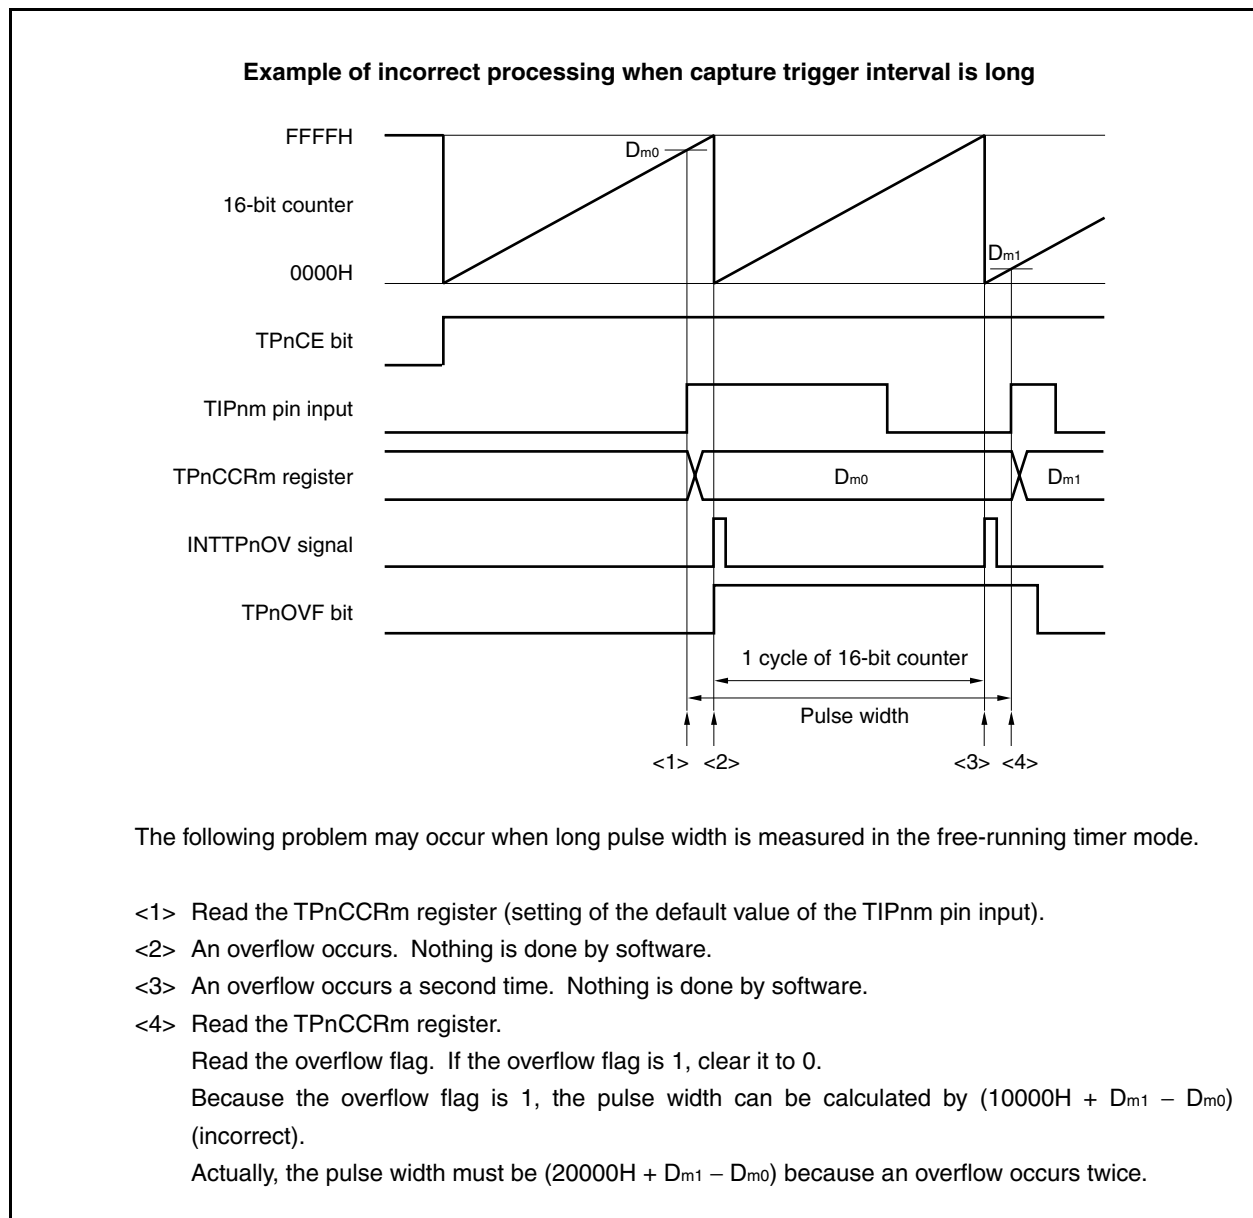 Example of incorrect processing when capture trigger interval is long
FFFFH
Dm0
16-bit counter
Dm1
0000H
TPnCE bit
TIPnm pin input
TPnCCRm register
Dm0
Dm1
INTTPnOV signal
TPnOVF bit
1 cycle of 16-bit counter
Pulse width
<1> <2> <3> <4>
The following problem may occur when long pulse width is measured in the free-running timer mode.
<1> Read the TPnCCRm register (setting of the default value of the TIPnm pin input).
<2> An overflow occurs. Nothing is done by software.
<3> An overflow occurs a second time. Nothing is done by software.
<4> Read the TPnCCRm register.
Read the overflow flag. If the overflow flag is 1, clear it to 0.
Because the overflow flag is 1, the pulse width can be calculated by (10000H + Dm1 – Dm0)
(incorrect).
Actually, the pulse width must be (20000H + Dm1 – Dm0) because an overflow occurs twice.